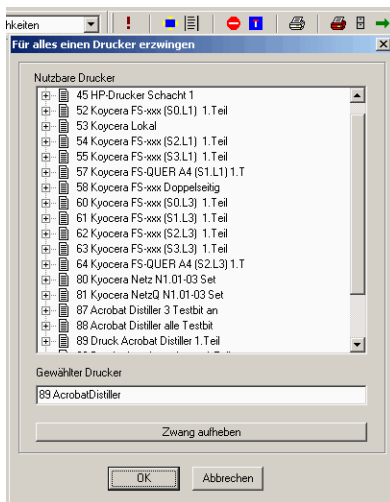 hkeiten
Für alles einen Drucker erzwingen
Nutzbare Drucker
45 HP-Drucker Schacht 1
52 Koycera FS-xxx (S0.L1) 1.Teil
53 Koycera Lokal
54 Koycera FS-xxx (S2.L1) 1.Teil
55 Koycera FS-xxx (S3.L1) 1.Teil
57 Kyocera FS-QUER A4 (S1.L1) 1.T
58 Koycera FS-xxx Doppelseitig
60 Kyocera FS-xxx (S0.L3) 1.Teil
61 Kyocera FS-xxx (S1.L3) 1.Teil
62 Kyocera FS-xxx (S2.L3) 1.Teil
63 Kyocera FS-xxx (S3.L3) 1.Teil
64 Kyocera FS-QUER A4 (S2.L3) 1.T
80 Kyocera Netz N1.01-03 Set
81 Kyocera NetzQ N1.01-03 Set
87 Acrobat Distiller 3 Testbit an
88 Acrobat Distiller alle Testbit
89 Druck Acrobat Distiller 1.Teil
Gewählter Drucker
89 AcrobatDistiller
Zwang aufheben
OK Abbrechen